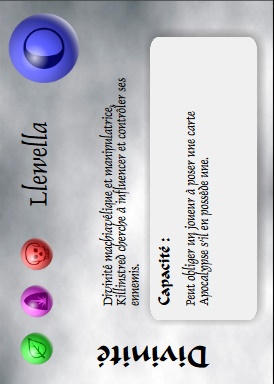 Llewella
Divinité machiavélique et manipulatrice,
Killinstred cherche à influencer et contrôler ses
ennemis.
Capacité :
Peut obliger un joueur à poser une carte
Apocalypse s'il en possède une.
Divinité